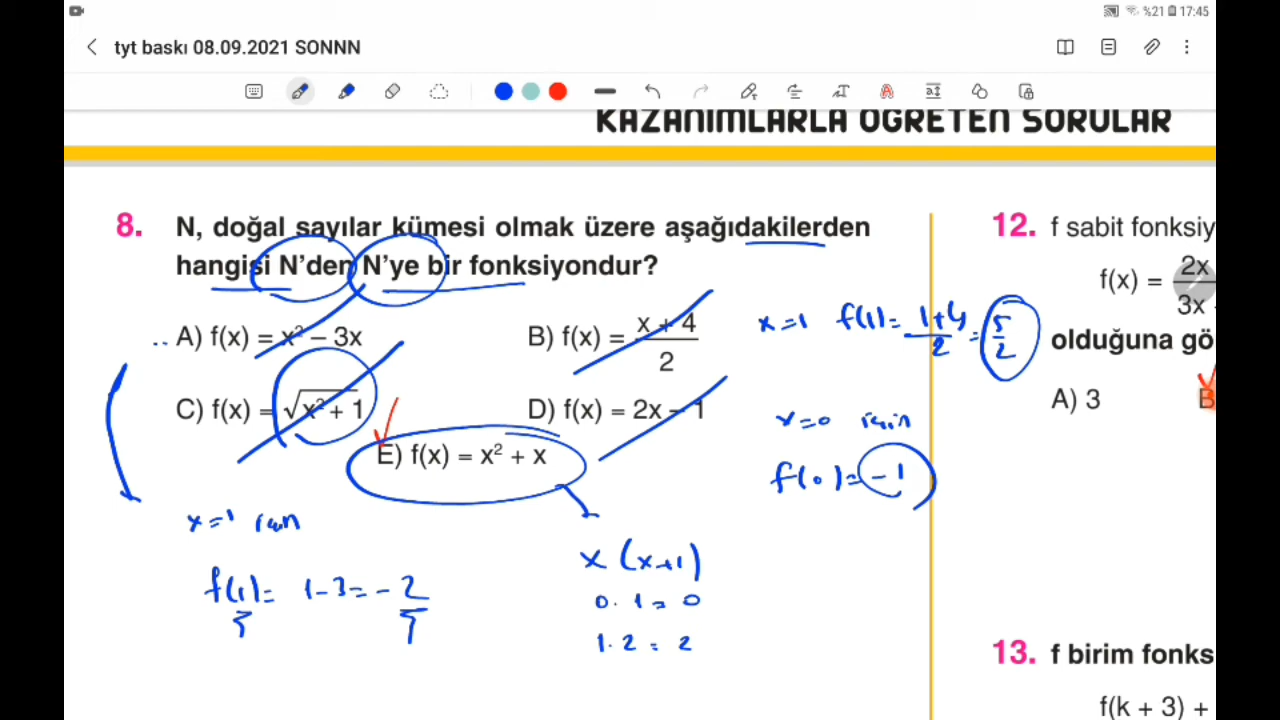 %21 17:45
tyt baskı 08.09.2021 SONNN
KAZANIMLARLA ÖĞRETEN SORULAR
8. N, doğal sayılar kümesi olmak üzere aşağıdakilerden
hangisi N'den N'ye bir fonksiyondur?
A) f(x) = x² – 3x
B) f(x) = x + 4 / 2
C) f(x) = √x² + 1
D) f(x) = 2x – 1
E) f(x) = x² + x
x=1 f(1)= 1+4 / 2 = 5 / 2
x=0 için
f(0)= -1
x=1 için
f(1)= 1-3 = -2
x (x+1)
0. 1 = 0
1. 2 = 2
12. f sabit fonksiy
f(x) = 2x
3x
olduğuna gö
A) 3 B
13. f birim fonks
f(k + 3) +